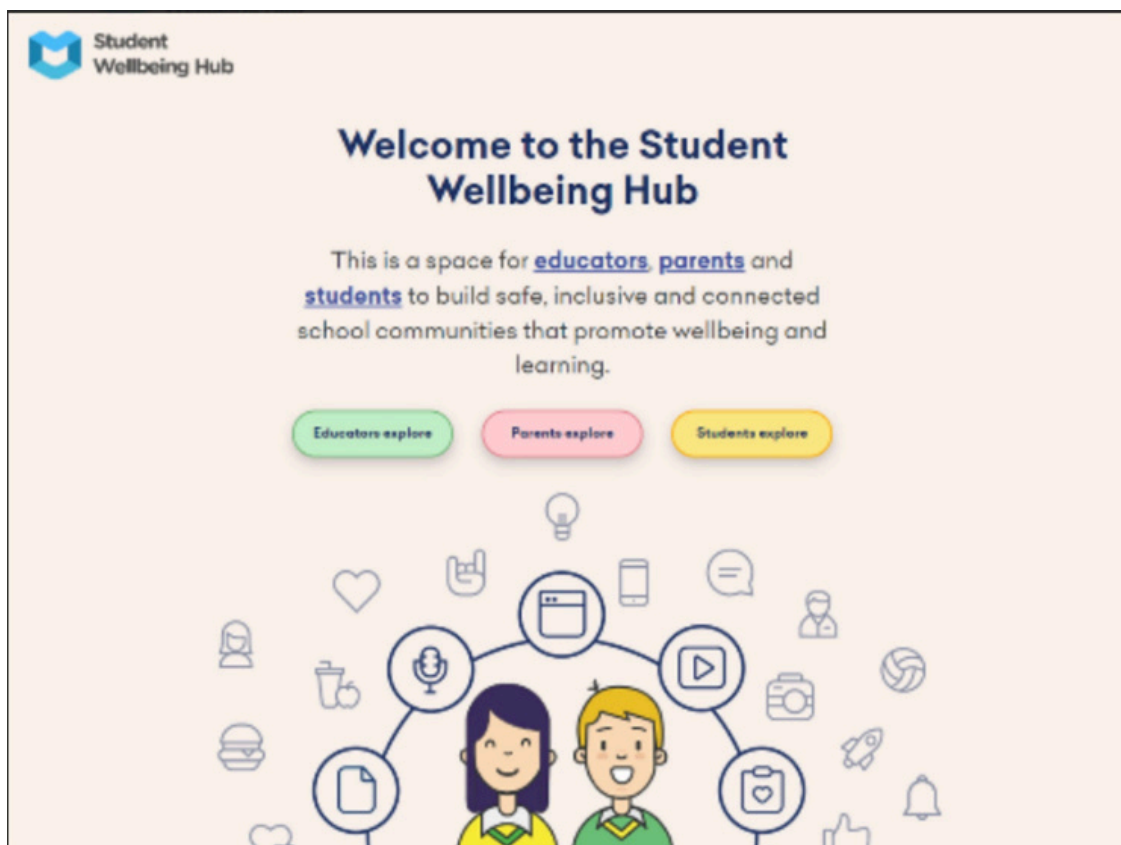 Student
Wellbeing Hub
Welcome to the Student
Wellbeing Hub
This is a space for educators, parents and
students to build safe, inclusive and connected
school communities that promote wellbeing and
learning.
Educators explore
Parents explore
Students explore